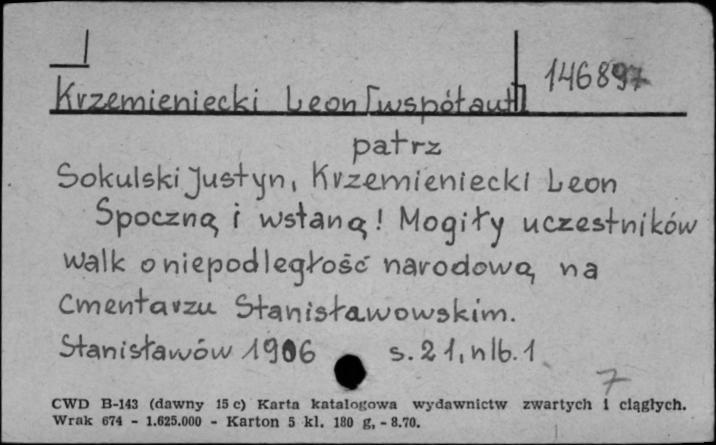 1
146897
Krzemieniecki Leon [współaut]
patrz
Sokulski Justyn, Krzemieniecki Leon
Spoczną i wstaną! Mogiły uczestników
walk o niepodległość narodową na
Cmentarzu Stanisławowskim.
Stanisławów 1906 s. 21, nlb. 1
7
CWD B-143 (dawny 15 c) Karta katalogowa wydawnictw zwartych i ciągłych.
Wrak 674 - 1.625.000 - Karton 5 kl. 180 g, - 8.70.